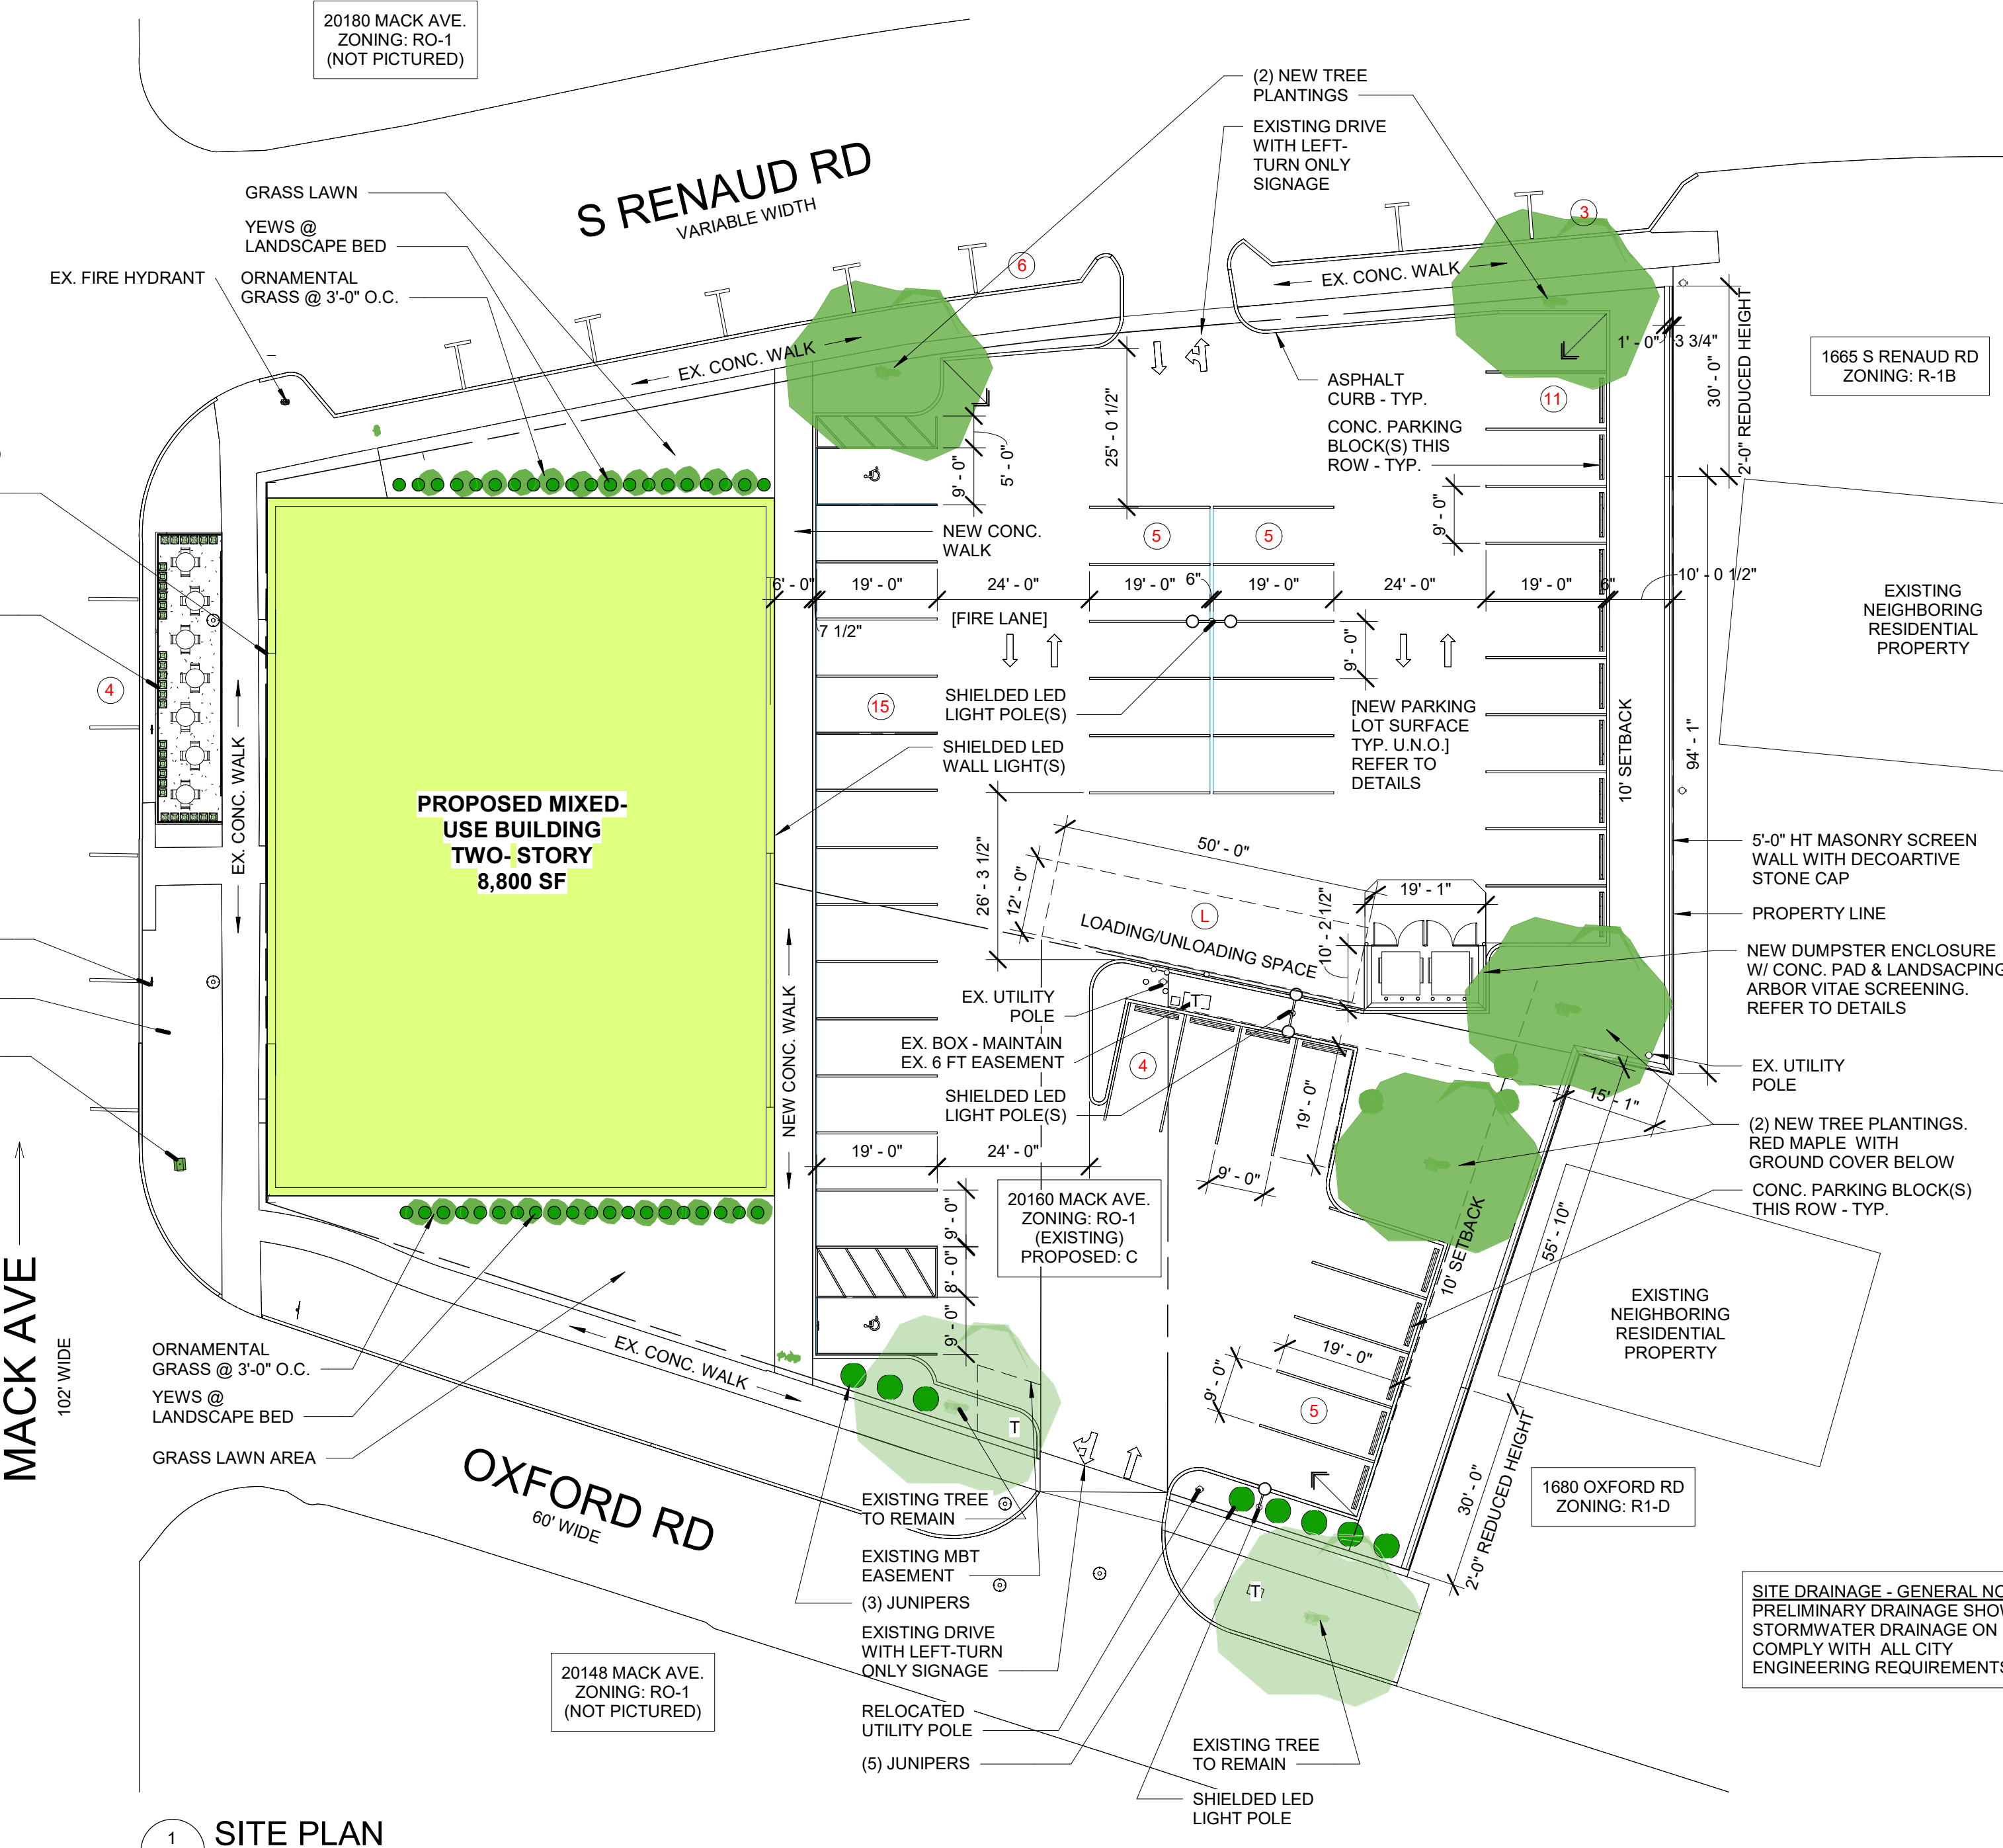 20180 MACK AVE.
ZONING: RO-1
(NOT PICTURED)
(2) NEW TREE
PLANTINGS
EXISTING DRIVE
WITH LEFT-
TURN ONLY
SIGNAGE
S RENAUD RD
VARIABLE WIDTH
GRASS LAWN
YEWS @
LANDSCAPE BED
EX. FIRE HYDRANT
ORNAMENTAL
GRASS @ 3'-0" O.C.
3
6
EX. CONC. WALK
EX. CONC. WALK
1' - 0"
3 3/4"
30' - 0"
2'-0" REDUCED HEIGHT
1665 S RENAUD RD
ZONING: R-1B
ASPHALT
CURB - TYP.
11
CONC. PARKING
BLOCK(S) THIS
ROW - TYP.
25' - 0 1/2"
5' - 0"
9' - 0"
9' - 0"
NEW CONC.
WALK
5
5
6' - 0"
19' - 0"
24' - 0"
19' - 0"
6"
19' - 0"
24' - 0"
19' - 0"
6"
10' - 0 1/2"
7 1/2"
[FIRE LANE]
9' - 0"
EXISTING
NEIGHBORING
RESIDENTIAL
PROPERTY
4
15
SHIELDED LED
LIGHT POLE(S)
[NEW PARKING
LOT SURFACE
TYP. U.N.O.]
REFER TO
DETAILS
SHIELDED LED
WALL LIGHT(S)
10' SETBACK
94' - 1"
EX. CONC. WALK
PROPOSED MIXED-
USE BUILDING
TWO- STORY
8,800 SF
26' - 3 1/2"
12' - 0"
50' - 0"
L
LOADING/UNLOADING SPACE
10' - 2 1/2"
19' - 1"
5'-0" HT MASONRY SCREEN
WALL WITH DECOARTIVE
STONE CAP
PROPERTY LINE
NEW DUMPSTER ENCLOSURE
W/ CONC. PAD & LANDSACPING
ARBOR VITAE SCREENING.
REFER TO DETAILS
NEW CONC. WALK
EX. UTILITY
POLE
T
EX. BOX - MAINTAIN
EX. 6 FT EASEMENT
4
SHIELDED LED
LIGHT POLE(S)
19' - 0"
15' - 1"
EX. UTILITY
POLE
(2) NEW TREE PLANTINGS.
RED MAPLE WITH
GROUND COVER BELOW
CONC. PARKING BLOCK(S)
THIS ROW - TYP.
19' - 0"
24' - 0"
9' - 0"
20160 MACK AVE.
ZONING: RO-1
(EXISTING)
PROPOSED: C
9' - 0"
8' - 0"
9' - 0"
10' SETBACK
55' - 10"
EXISTING
NEIGHBORING
RESIDENTIAL
PROPERTY
MACK AVE
102' WIDE
ORNAMENTAL
GRASS @ 3'-0" O.C.
YEWS @
LANDSCAPE BED
GRASS LAWN AREA
EX. CONC. WALK
19' - 0"
9' - 0"
5
T
OXFORD RD
60' WIDE
30' - 0"
2'-0" REDUCED HEIGHT
1680 OXFORD RD
ZONING: R1-D
EXISTING TREE
TO REMAIN
EXISTING MBT
EASEMENT
(3) JUNIPERS
T
EXISTING DRIVE
WITH LEFT-TURN
ONLY SIGNAGE
RELOCATED
UTILITY POLE
(5) JUNIPERS
EXISTING TREE
TO REMAIN
SHIELDED LED
LIGHT POLE
20148 MACK AVE.
ZONING: RO-1
(NOT PICTURED)
SITE DRAINAGE - GENERAL
PRELIMINARY DRAINAGE
STORMWATER DRAINAGE ON
COMPLY WITH ALL CITY
ENGINEERING REQUIREMENTS
1
SITE PLAN